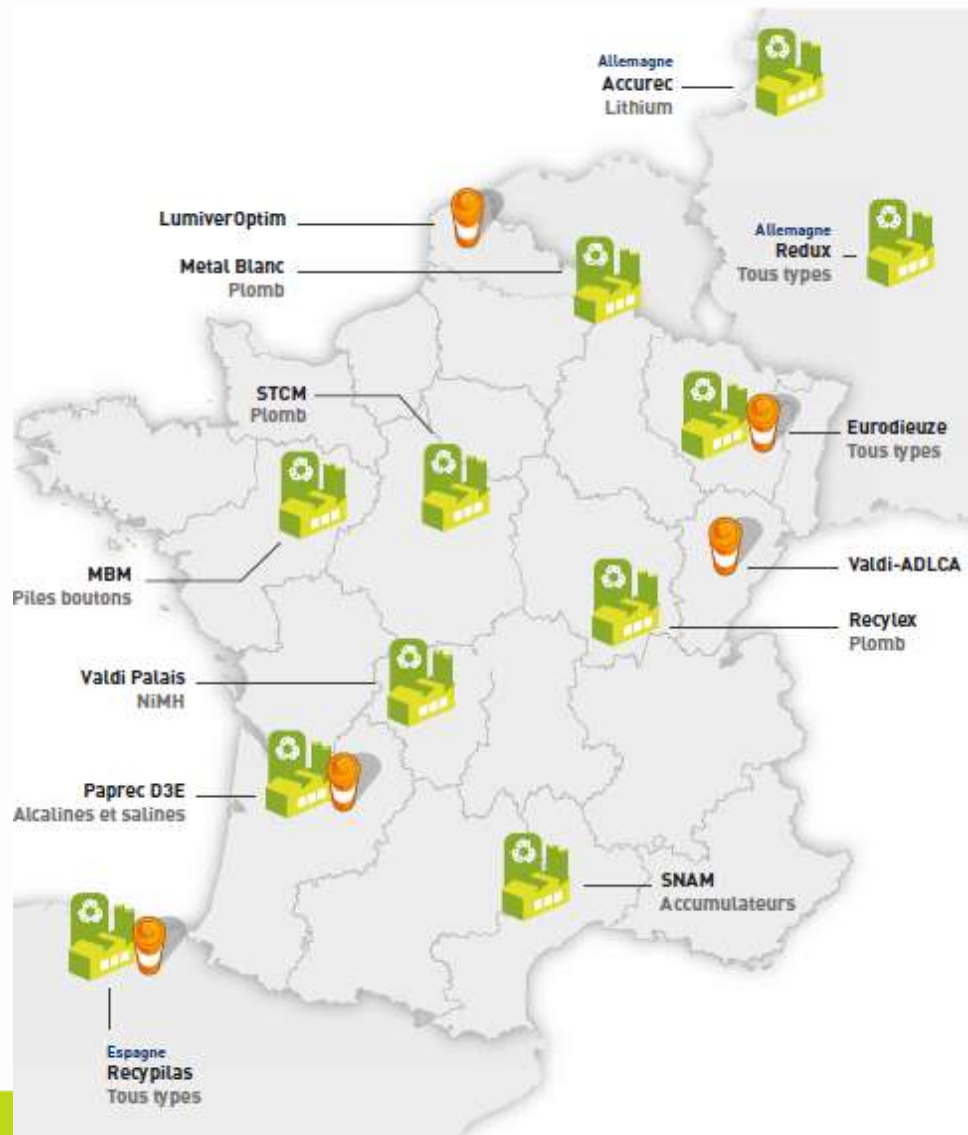 Allemagne
Accurec
Lithium
LumiverOptim
Metal Blanc
Plomb
Allemagne
Redux
Tous types
STCM
Plomb
Eurodieuze
Tous types
MBM
Piles boutons
Valdi-ADLCA
Recylex
Plomb
Valdi Palais
NiMH
Paprec D3E
Alcalines et salines
SNAM
Accumulateurs
Espagne
Recypilas
Tous types